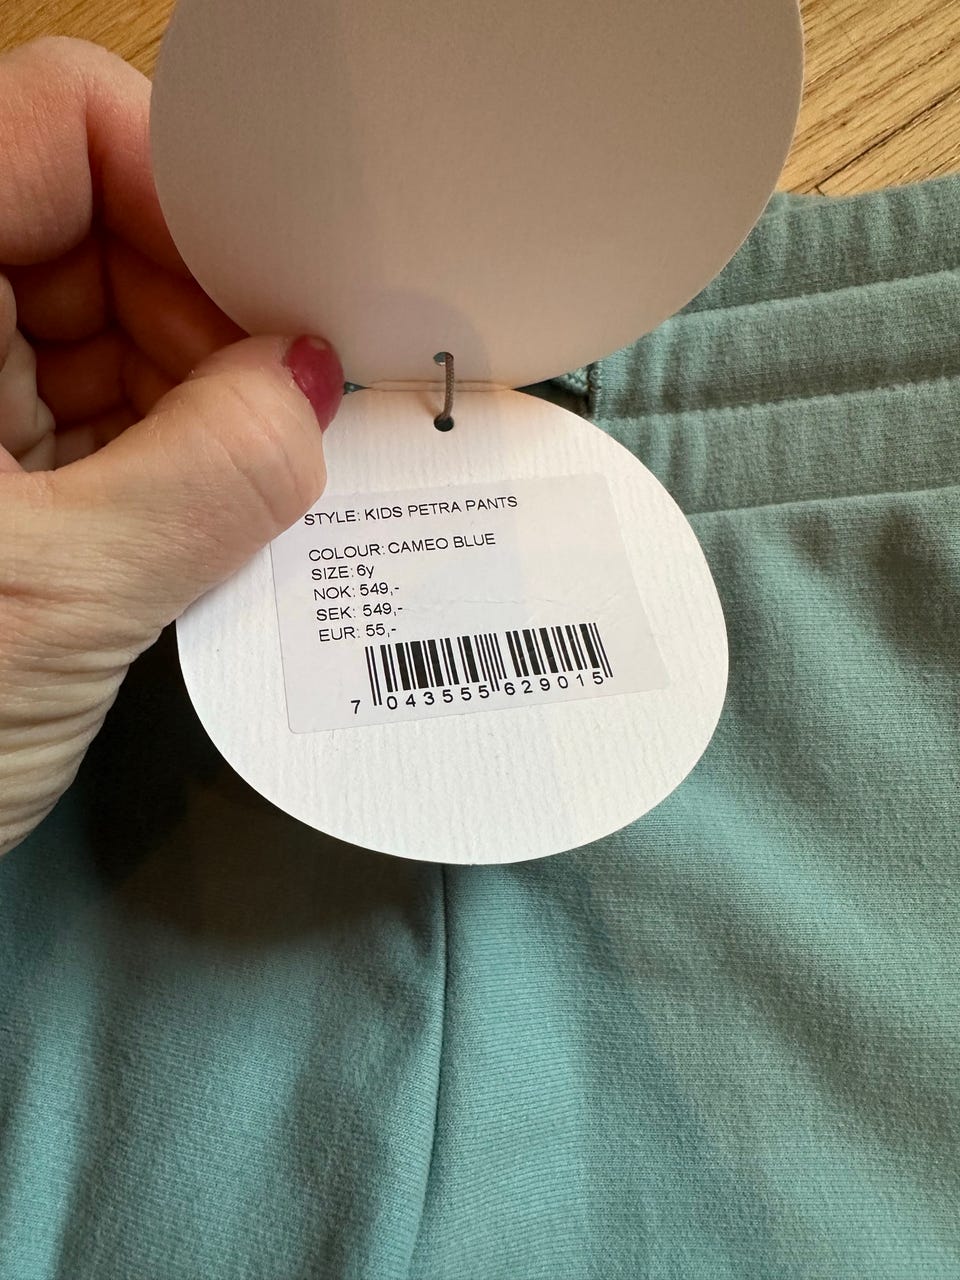 STYLE: KIDS PETRA PANTS
COLOUR: CAMEO BLUE
SIZE: 6y
NOK: 549,-
SEK: 549,-
EUR: 55,-
7 043555 629015